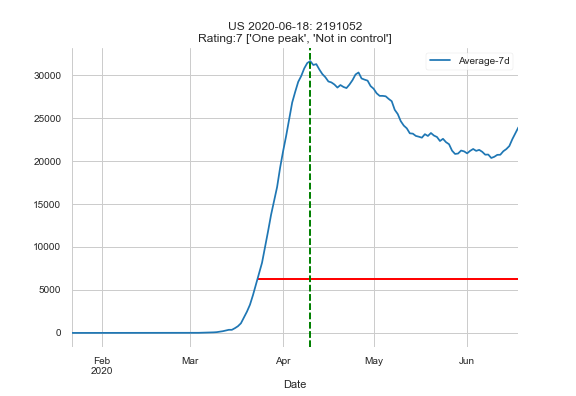 US 2020-06-18: 2191052
Rating:7 ['One peak', 'Not in control']
Average-7d
30000
25000
20000
15000
10000
5000
0
Feb
2020
Mar
Apr
May
Jun
Date